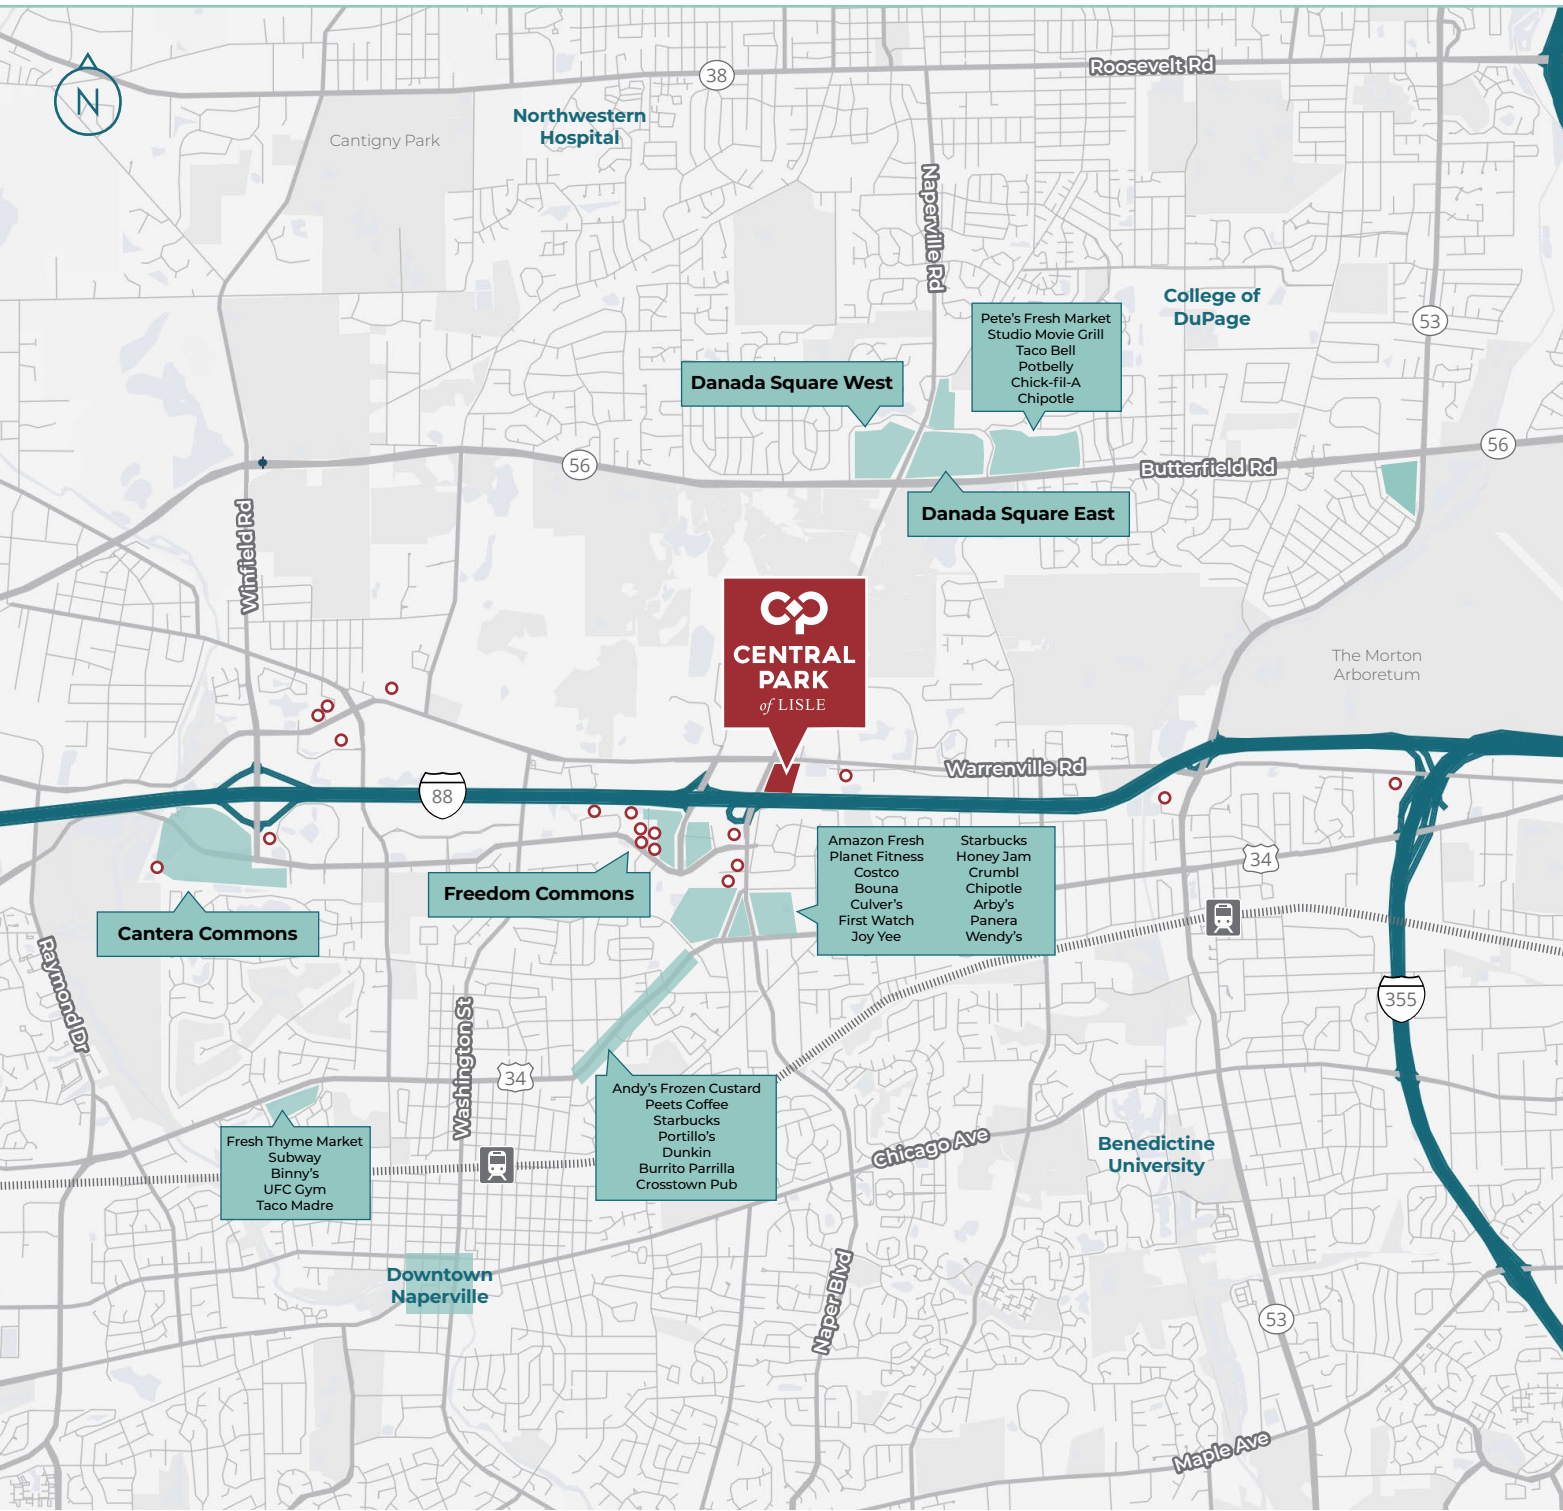 N
38
Roosevelt Rd
Northwestern
Hospital
Cantigny Park
Naperville Rd
College of
DuPage
53
Pete's Fresh Market
Studio Movie Grill
Taco Bell
Potbelly
Chick-fil-A
Chipotle
Danada Square West
56
56
Butterfield Rd
Danada Square East
Winfield Rd
CENTRAL
PARK
of LISLE
The Morton
Arboretum
Warrenville Rd
88
Amazon Fresh
Planet Fitness
Costco
Bouna
Culver's
First Watch
Joy Yee
Starbucks
Honey Jam
Crumbl
Chipotle
Arby's
Panera
Wendy's
34
Freedom Commons
Cantera Commons
Raymond Dr
Washington St
355
34
Andy's Frozen Custard
Peets Coffee
Starbucks
Portillo's
Dunkin
Burrito Parrilla
Crosstown Pub
Fresh Thyme Market
Subway
Binny's
UFC Gym
Taco Madre
Chicago Ave
Benedictine
University
Downtown
Naperville
Naper Blvd
53
Maple Ave